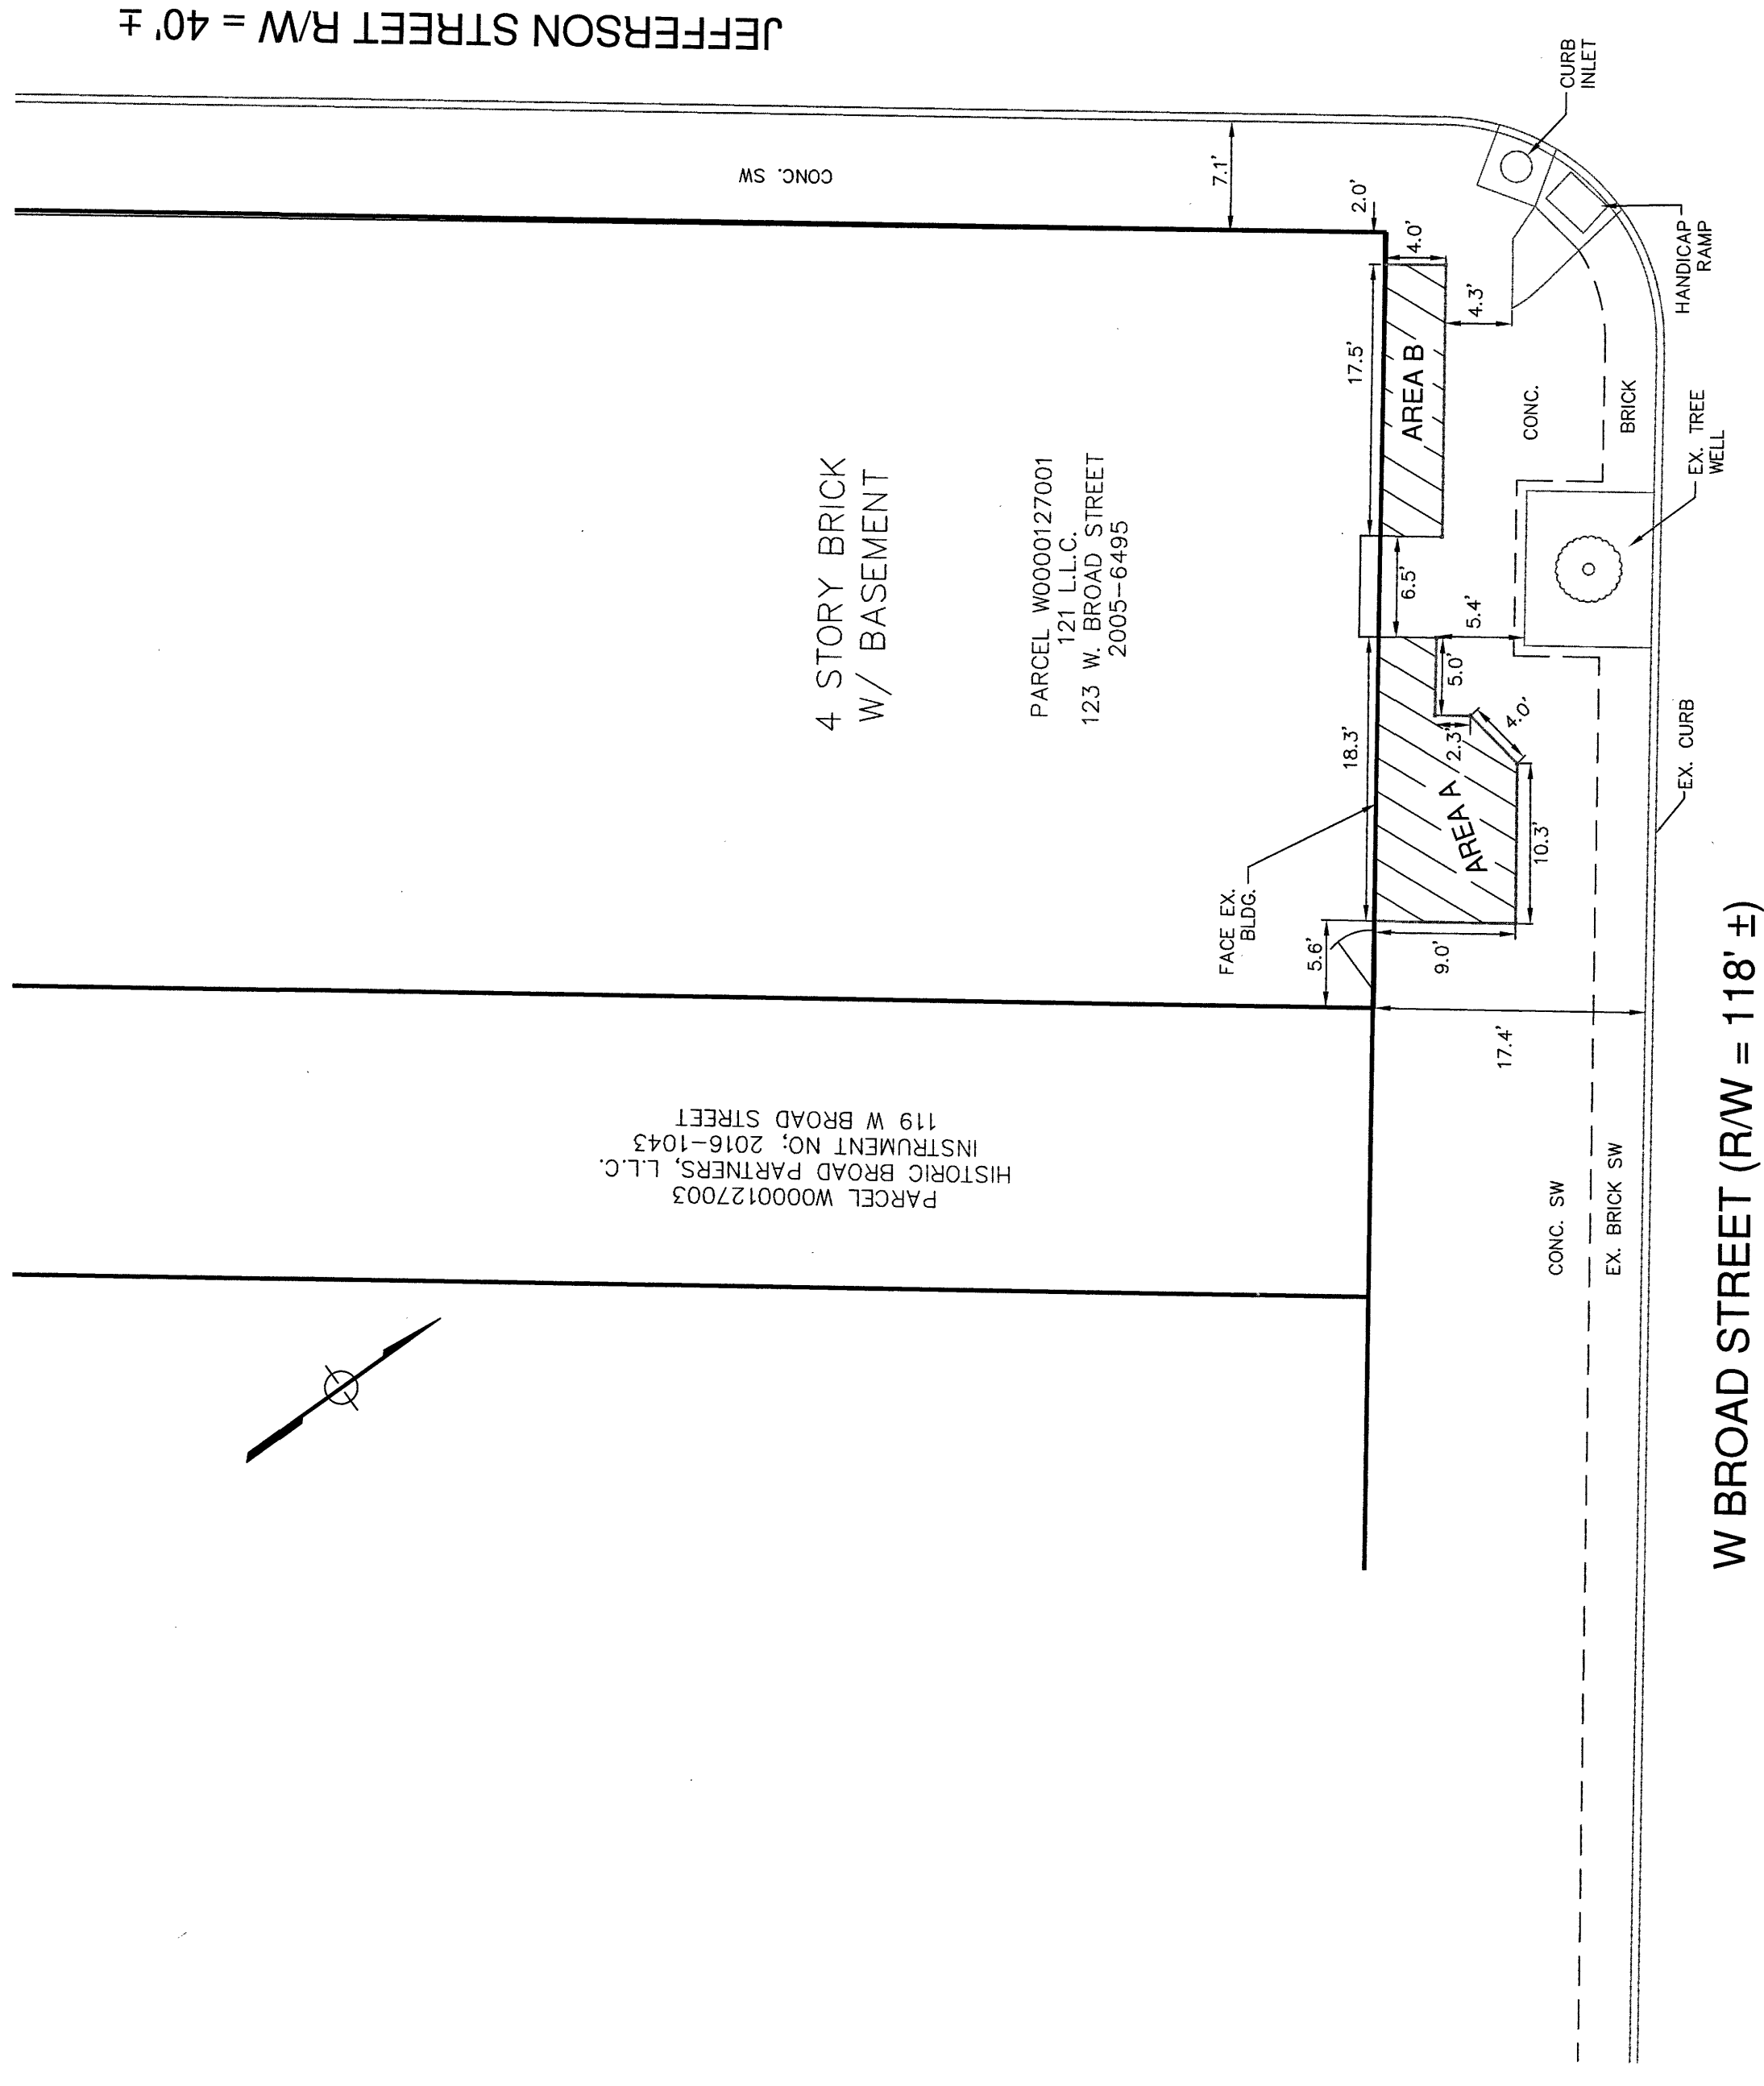 JEFFERSON STREET R/W = 40' ±
CONC. SW
7.1'
CURB
INLET
2.0'
4.0'
4.3'
HANDICAP
RAMP
17.5'
AREA B
CONC.
BRICK
EX. TREE
WELL
4 STORY BRICK
W/ BASEMENT
PARCEL W0000127001
121 L.L.C.
123 W. BROAD STREET
2005-6495
6.5'
5.4'
5.0'
18.3'
2.3'
4.0'
AREA A
10.3'
EX. CURB
FACE EX.
BLDG.
5.6'
9.0'
17.4'
PARCEL W0000127003
HISTORIC BROAD PARTNERS, L.L.C.
INSTRUMENT NO; 2016-1043
119 W BROAD STREET
CONC. SW
EX. BRICK SW
W BROAD STREET (R/W = 118' ±)